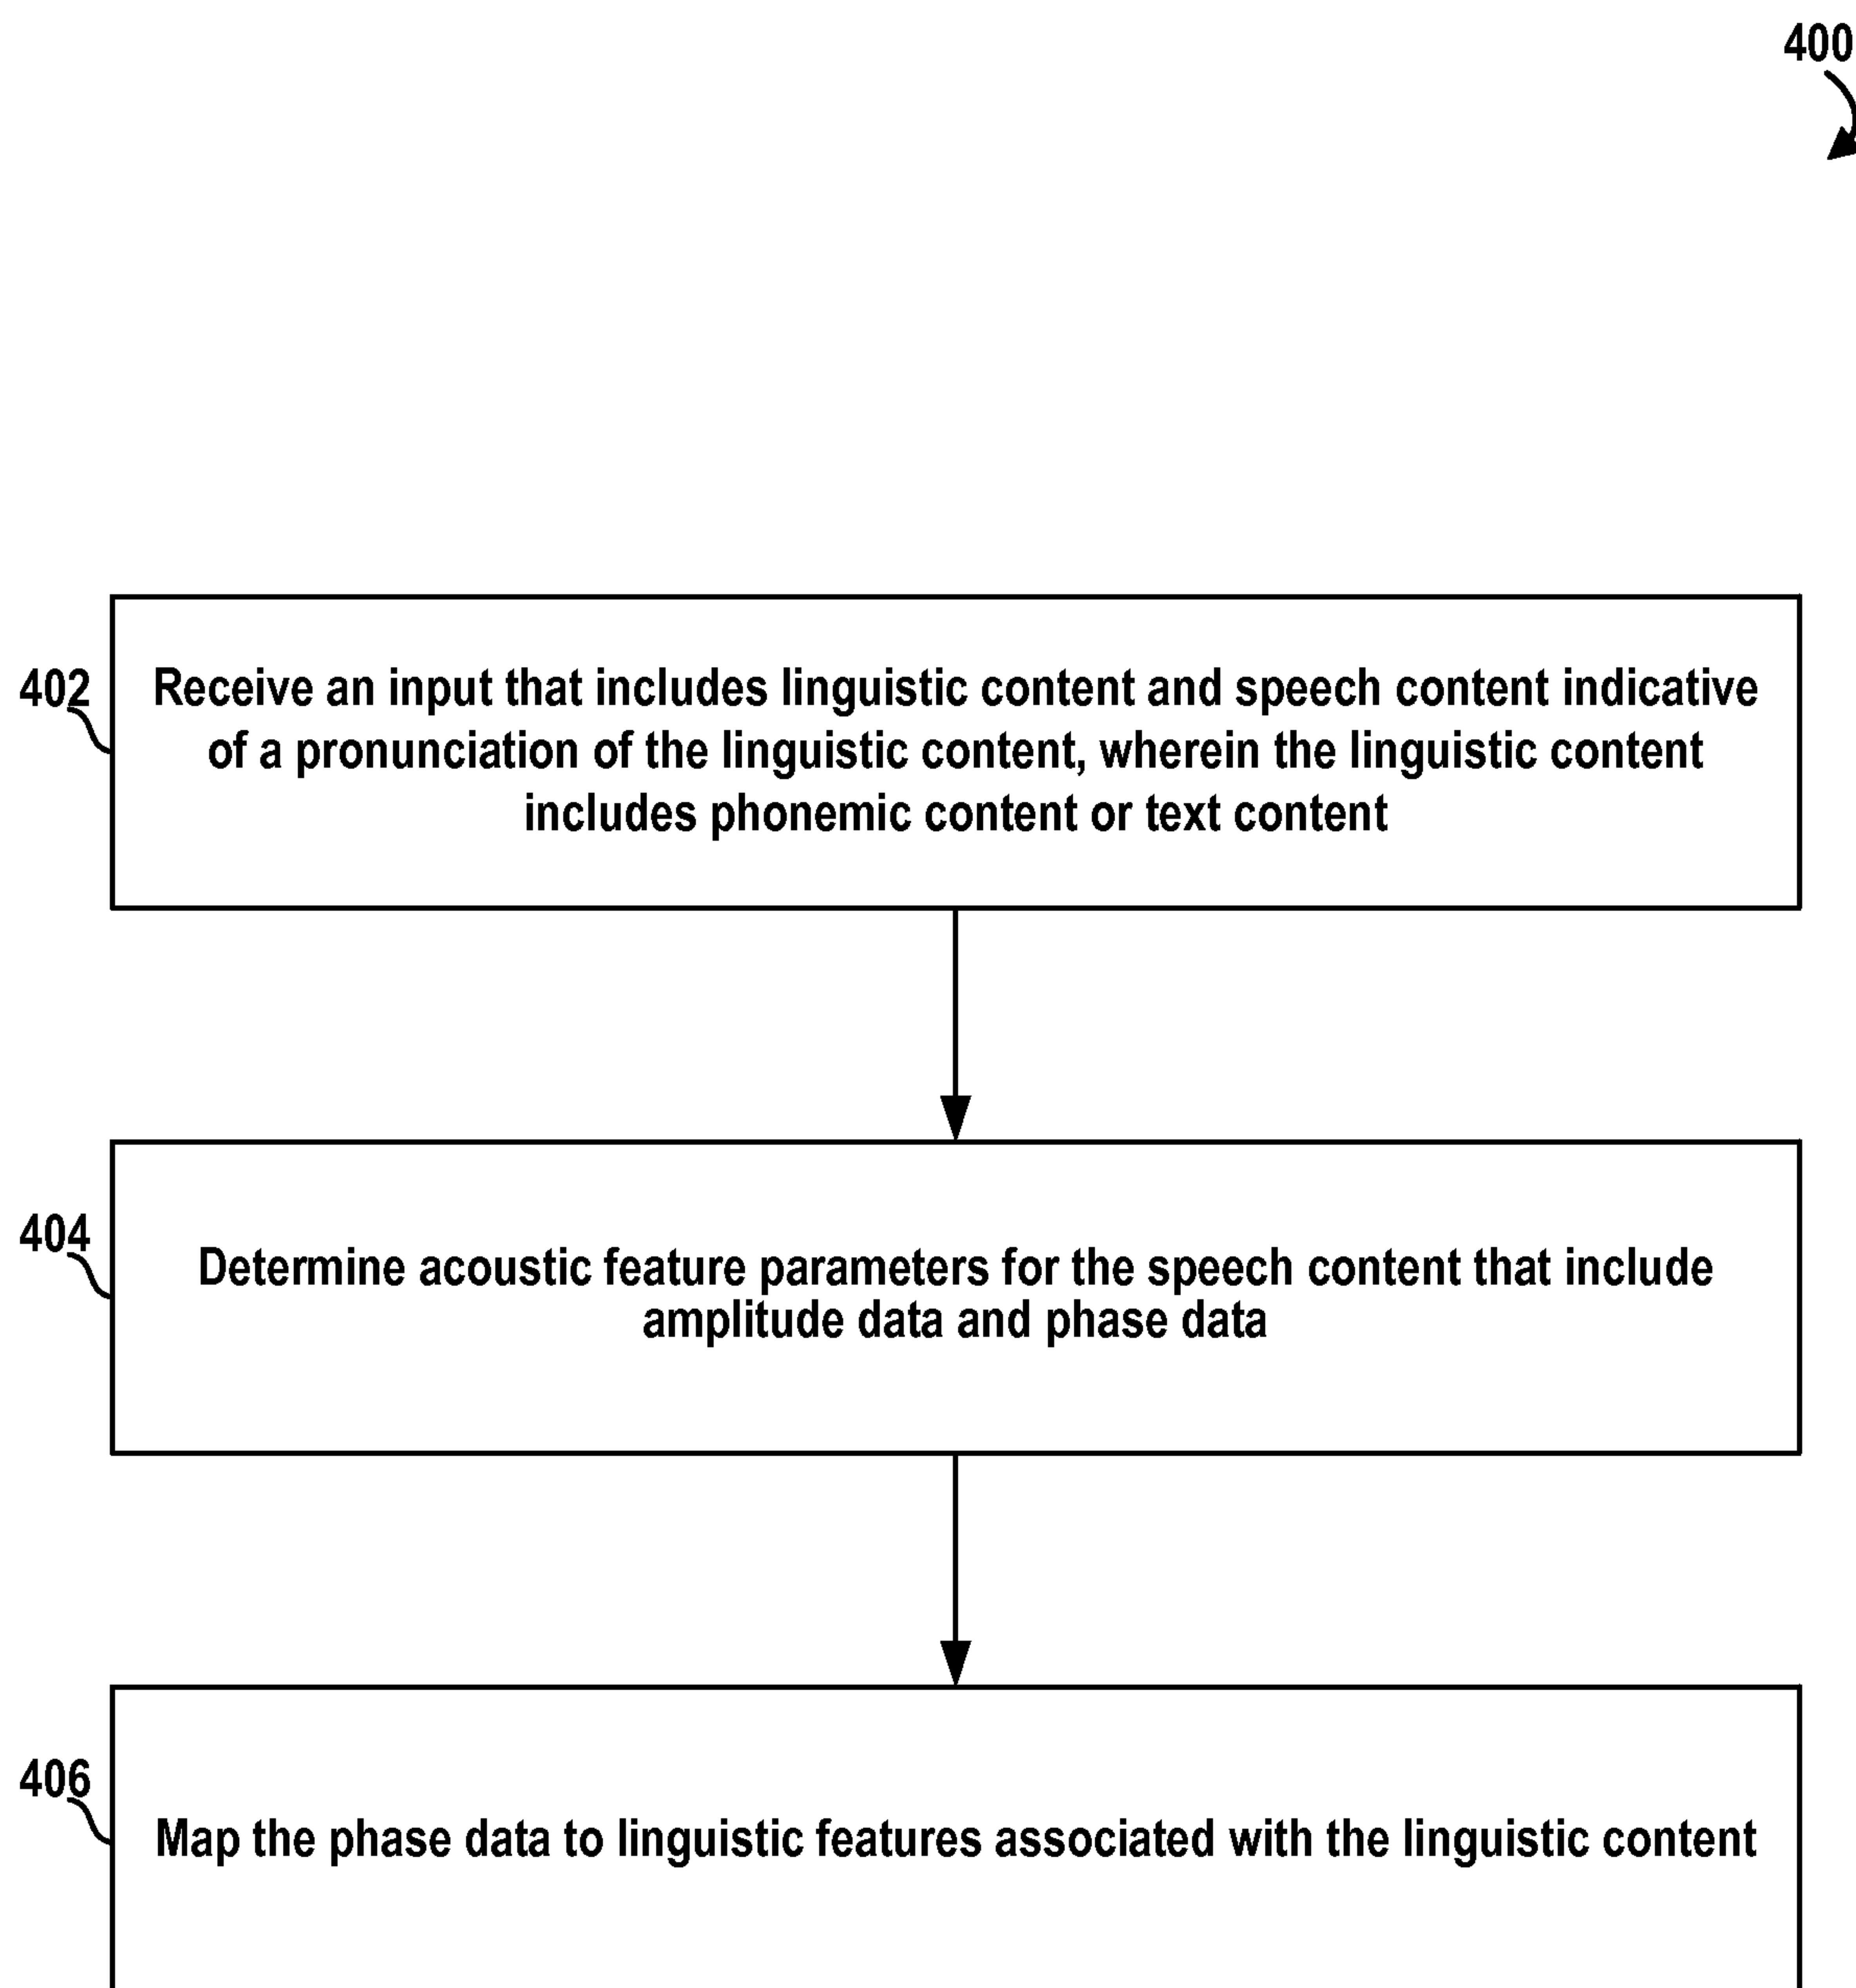 400
402
Receive an input that includes linguistic content and speech content indicative
of a pronunciation of the linguistic content, wherein the linguistic content
includes phonemic content or text content
404
Determine acoustic feature parameters for the speech content that include
amplitude data and phase data
406
Map the phase data to linguistic features associated with the linguistic content